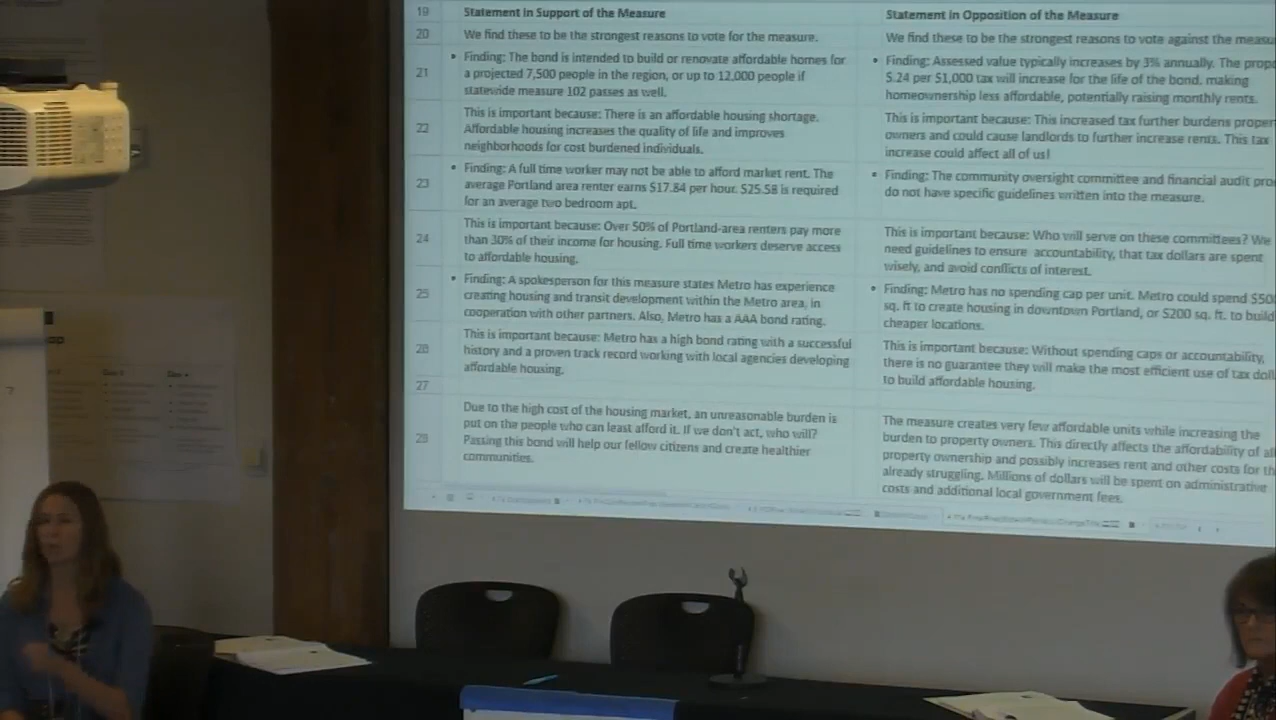 19
Statement in Support of the Measure
20
We find these to be the strongest reasons to vote for the measure.
21
• Finding: The bond is intended to build or renovate affordable homes for
a projected 7,500 people in the region, or up to 12,000 people if
statewide measure 102 passes as well.
22
This is important because: There is an affordable housing shortage.
Affordable housing increases the quality of life and improves
neighborhoods for cost burdened individuals.
23
• Finding: A full time worker may not be able to afford market rent. The
average Portland area renter earns $17.84 per hour. $25.58 is required
for an average two bedroom apt.
24
This is important because: Over 50% of Portland-area renters pay more
than 30% of their income for housing. Full time workers deserve access
to affordable housing.
25
• Finding: A spokesperson for this measure states Metro has experience
creating housing and transit development within the Metro area, in
cooperation with other partners. Also, Metro has a AAA bond rating.
26
This is important because: Metro has a high bond rating with a successful
history and a proven track record working with local agencies developing
affordable housing.
27
28
Due to the high cost of the housing market, an unreasonable burden is
put on the people who can least afford it. If we don't act, who will?
Passing this bond will help our fellow citizens and create healthier
communities.
Statement in Opposition of the Measure
We find these to be the strongest reasons to vote against the measu
• Finding: Assessed value typically increases by 3% annually. The prop
$.24 per $1,000 tax will increase for the life of the bond. making
homeownership less affordable, potentially raising monthly rents.
This is important because: This increased tax further burdens proper
owners and could cause landlords to further increase rents. This tax
increase could affect all of us!
• Finding: The community oversight committee and financial audit pro
do not have specific guidelines written into the measure.
This is important because: Who will serve on these committees? We
need guidelines to ensure accountability, that tax dollars are spent
wisely, and avoid conflicts of interest.
• Finding: Metro has no spending cap per unit. Metro could spend $50
sq. ft to create housing in downtown Portland, or $200 sq. ft. to build
cheaper locations.
This is important because: Without spending caps or accountability,
there is no guarantee they will make the most efficient use of tax doll
to build affordable housing.
The measure creates very few affordable units while increasing the
burden to property owners. This directly affects the affordability of al
property ownership and possibly increases rent and other costs for th
already struggling. Millions of dollars will be spent on administrative
costs and additional local government fees.